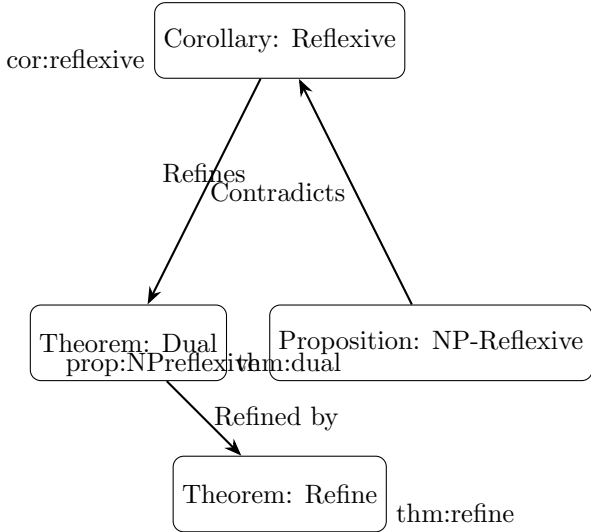 Corollary: Reflexive
cor:reflexive
Refines
Contradicts
Theorem: Dual
Proposition: NP-Reflexive
prop:NPreflexive
thm:dual
Refined by
Theorem: Refine
thm:refine